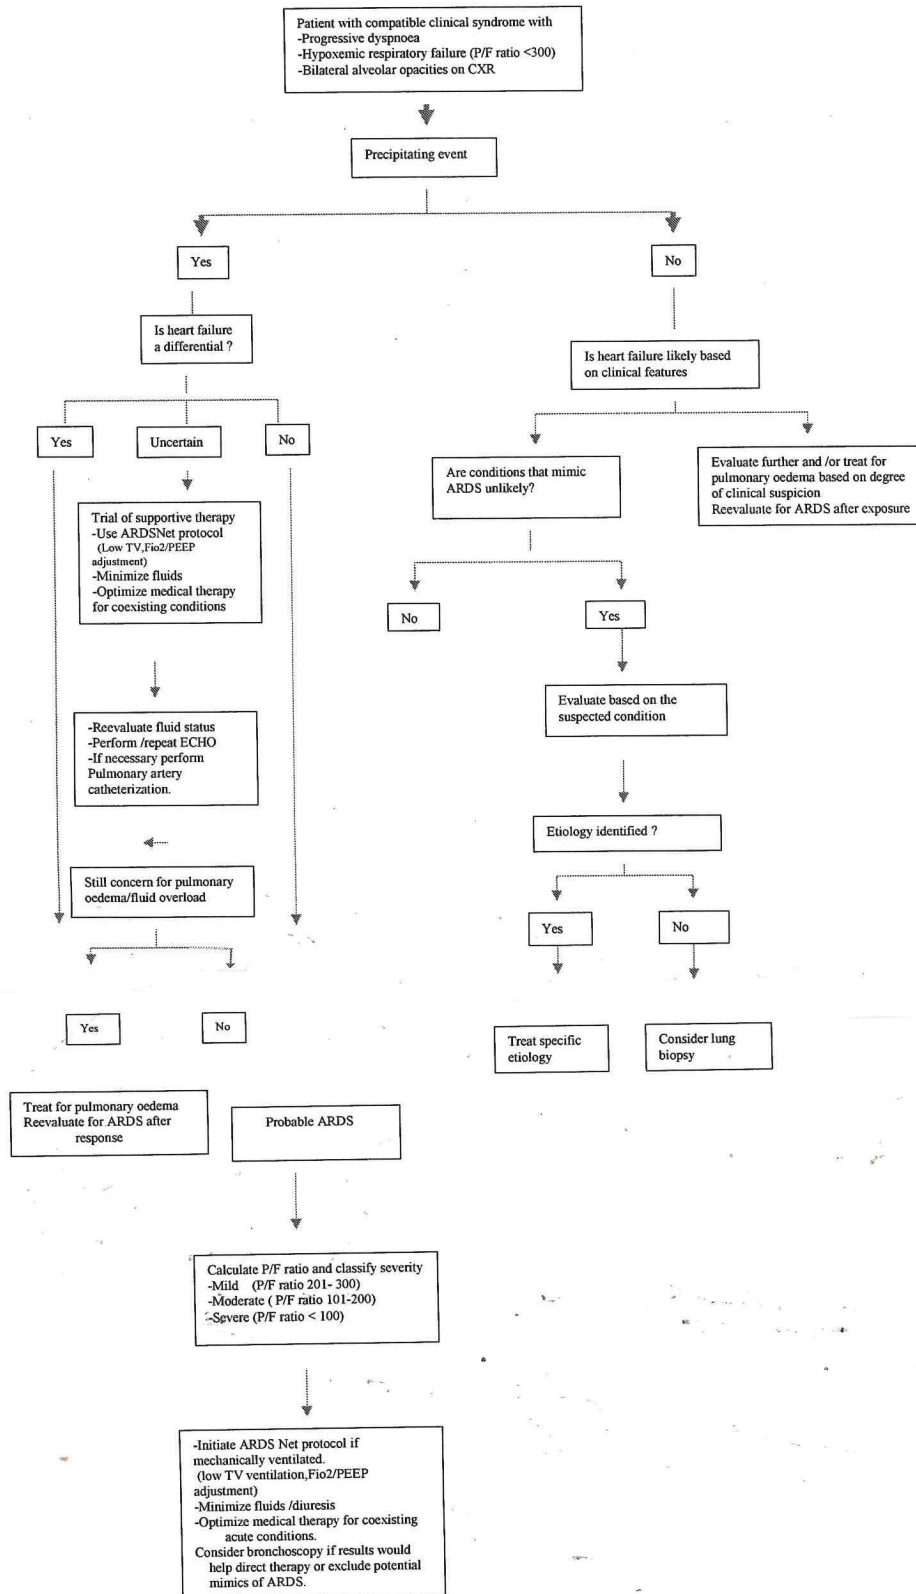 Patient with compatible clinical syndrome with
-Progressive dyspnoea
-Hypoxemic respiratory failure (P/F ratio <300)
-Bilateral alveolar opacities on CXR
Precipitating event
Yes
No
Is heart failure
a differential ?
Is heart failure likely based
on clinical features
Yes
Uncertain
No
Are conditions that mimic
ARDS unlikely?
Evaluate further and /or treat for
pulmonary oedema based on degree
of clinical suspicion
Reevaluate for ARDS after exposure
Trial of supportive therapy
-Use ARDSNet protocol
(Low TV,Fio2/PEEP
adjustment)
-Minimize fluids
-Optimize medical therapy
for coexisting conditions
No
Yes
-Reevaluate fluid status
-Perform /repeat ECHO
-If necessary perform
Pulmonary artery
catheterization.
Evaluate based on the
suspected condition
Etiology identified ?
Still concern for pulmonary
oedema/fluid overload
Yes
No
Yes
No
Treat specific
etiology
Consider lung
biopsy
Treat for pulmonary oedema
Reevaluate for ARDS after
response
Probable ARDS
Calculate P/F ratio and classify severity
-Mild (P/F ratio 201- 300)
-Moderate ( P/F ratio 101-200)
-Severe (P/F ratio < 100)
-Initiate ARDS Net protocol if
mechanically ventilated.
(low TV ventilation,Fio2/PEEP
adjustment)
-Minimize fluids /diuresis
-Optimize medical therapy for coexisting
acute conditions.
Consider bronchoscopy if results would
help direct therapy or exclude potential
mimics of ARDS.